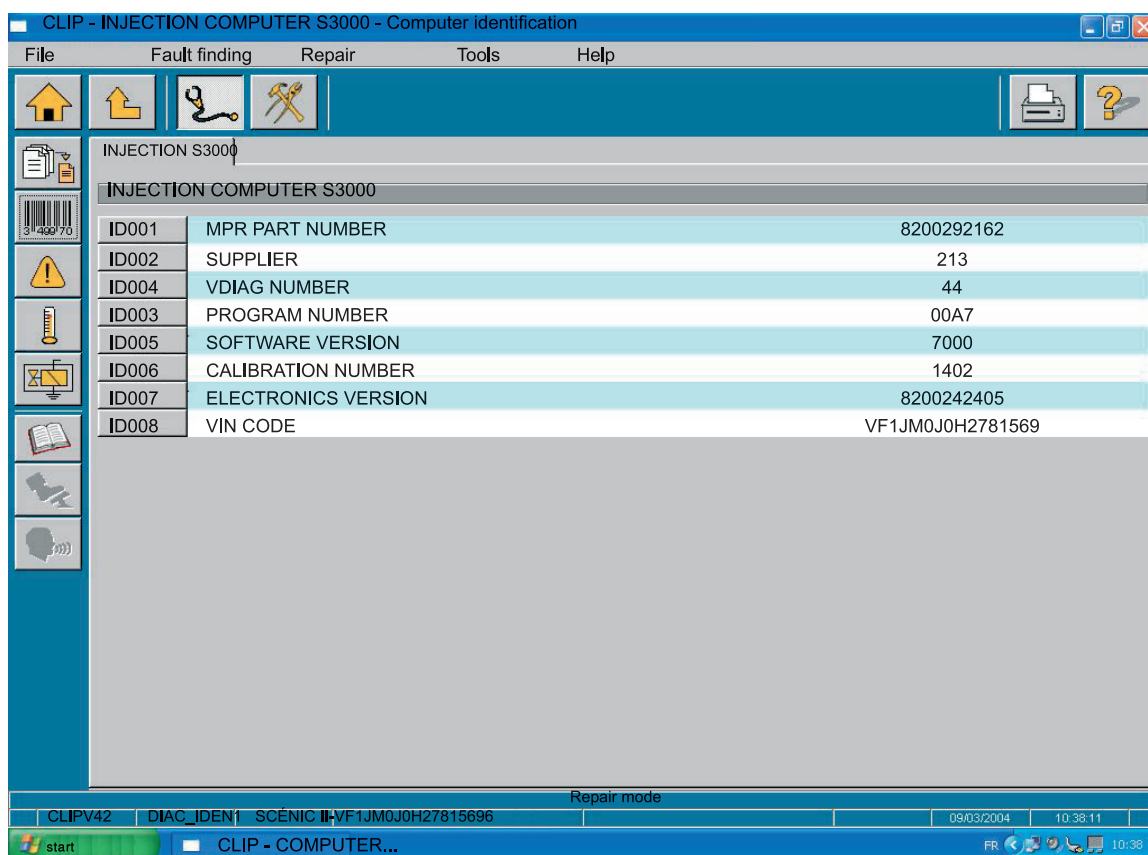 CLIP - INJECTION COMPUTER S3000 - Computer identification
File Fault finding Repair Tools Help
INJECTION S3000
INJECTION COMPUTER S3000
3 499 70
ID001 MPR PART NUMBER 8200292162
ID002 SUPPLIER 213
ID004 VDIAG NUMBER 44
ID003 PROGRAM NUMBER 00A7
ID005 SOFTWARE VERSION 7000
ID006 CALIBRATION NUMBER 1402
ID007 ELECTRONICS VERSION 8200242405
ID008 VIN CODE VF1JM0J0H2781569
Repair mode
CLIPV42 DIAC_IDEN1 SCÉNIC II-VF1JM0J0H27815696 09/03/2004 10:38:11
start CLIP - COMPUTER... FR 10:38